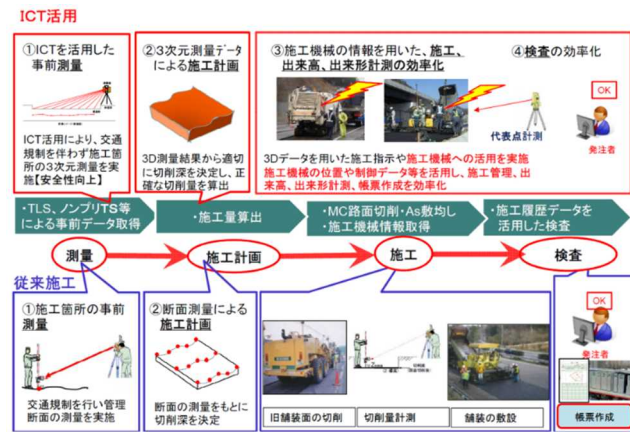 ICT活用
①ICTを活用した
事前測量
ICT活用により、交通
規制を伴わず施工箇
所の3次元測量を実
施【安全性向上】
②3次元測量データ
による施工計画
3D測量結果から適切
に切削深を決定し、正
確な切削量を算出
③施工機械の情報を用いた、施工、
出来高、出来形計測の効率化
④検査の効率化
代表点計測
OK
発注者
3Dデータを用いた施工指示や施工機械への活用を実施
施工機械の位置や制御データ等を活用し、施工管理、出
来高、出来形計測、帳票作成を効率化
・TLS、ノンプリTS等
による事前データ取得
・施工量算出
・MC路面切削・As敷均し
・施工機械情報取得
・施工履歴データを
活用した検査
測量
施工計画
施工
検査
従来施工
①施工箇所の事前
測量
交通規制を行い管理
断面の測量を実施
②断面測量による
施工計画
断面の測量をもとに
切削深を決定
旧舗装面の切削
切削量計測
舗装の敷設
OK
発注者
帳票作成